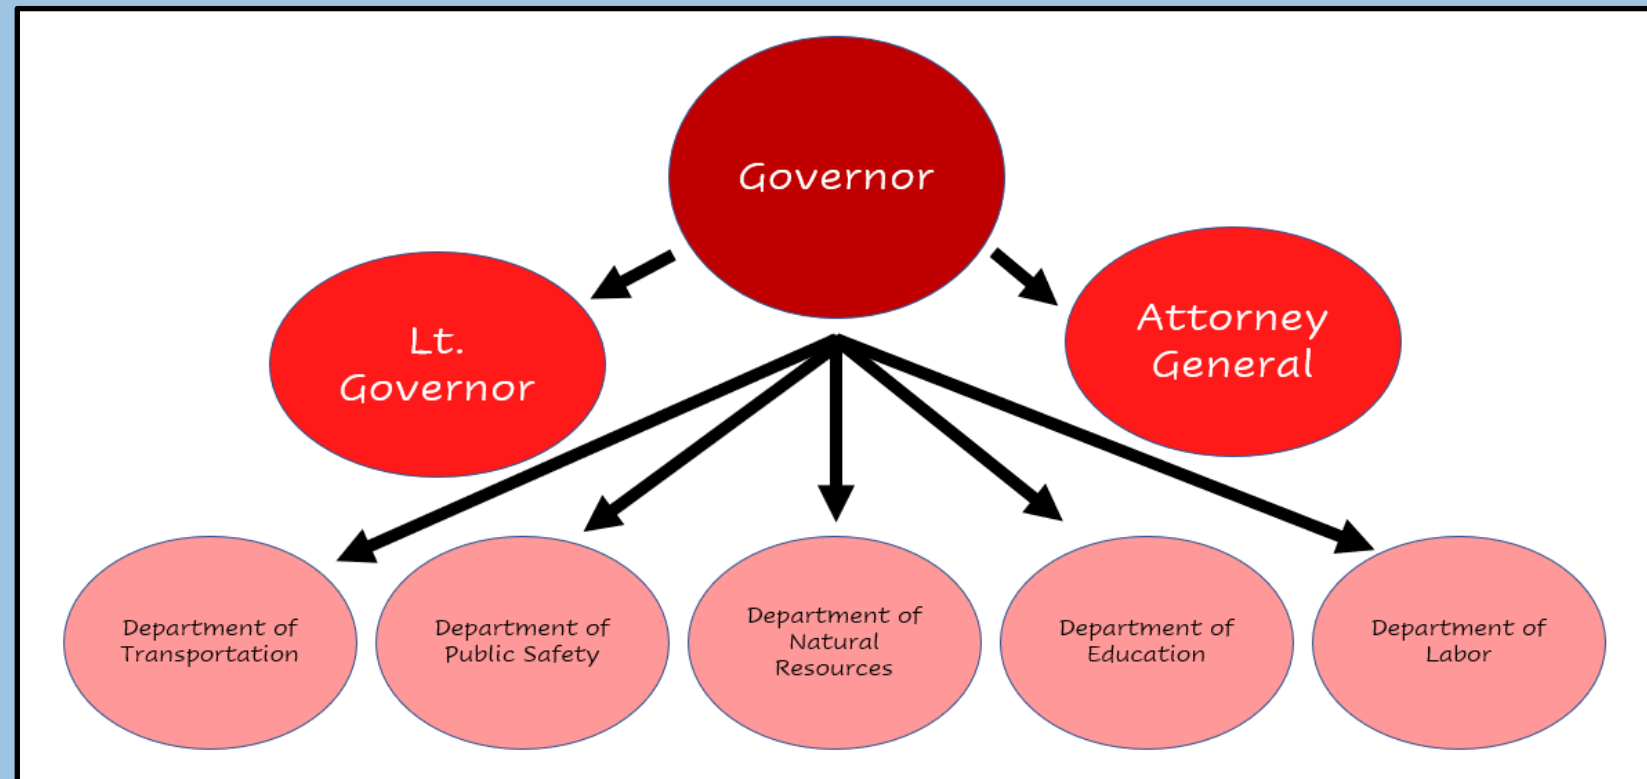 Governor
Lt.
Governor
Attorney
General
Department of
Transportation
Department of
Public Safety
Department of
Natural
Resources
Department of
Education
Department of
Labor